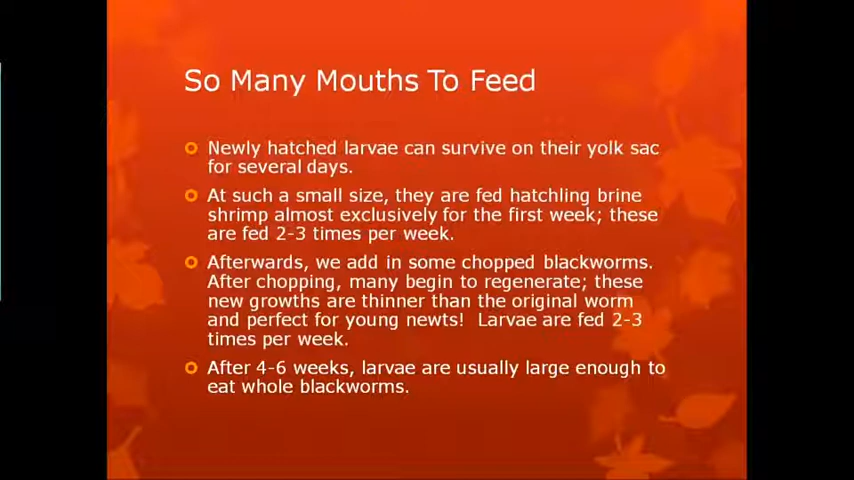 So Many Mouths To Feed
Newly hatched larvae can survive on their yolk sac
for several days.
At such a small size, they are fed hatchling brine
shrimp almost exclusively for the first week; these
are fed 2-3 times per week.
Afterwards, we add in some chopped blackworms.
After chopping, many begin to regenerate; these
new growths are thinner than the original worm
and perfect for young newts!  Larvae are fed 2-3
times per week.
After 4-6 weeks, larvae are usually large enough to
eat whole blackworms.